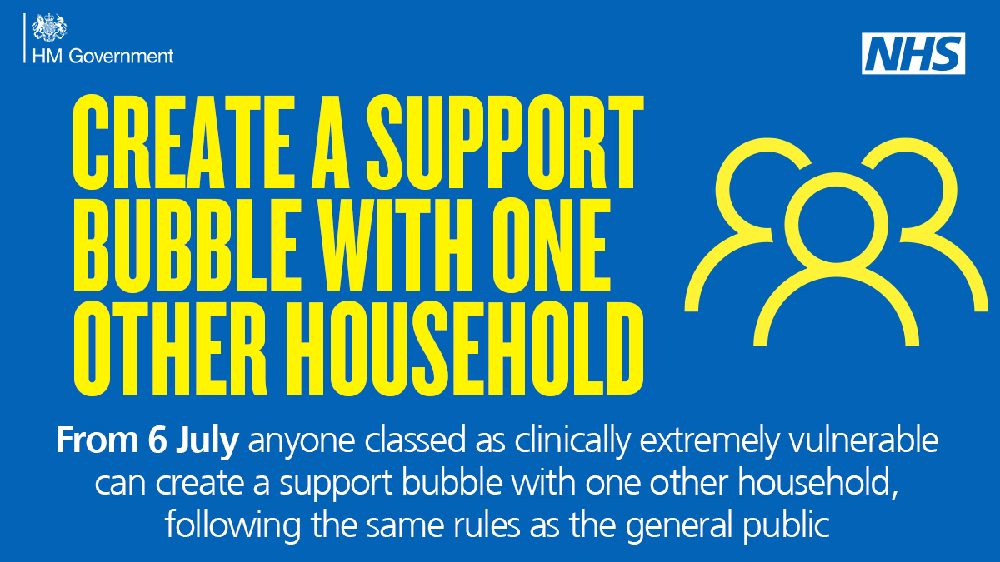 HM Government
NHS
CREATE A SUPPORT
BUBBLE WITH ONE
OTHER HOUSEHOLD
From 6 July anyone classed as clinically extremely vulnerable
can create a support bubble with one other household,
following the same rules as the general public